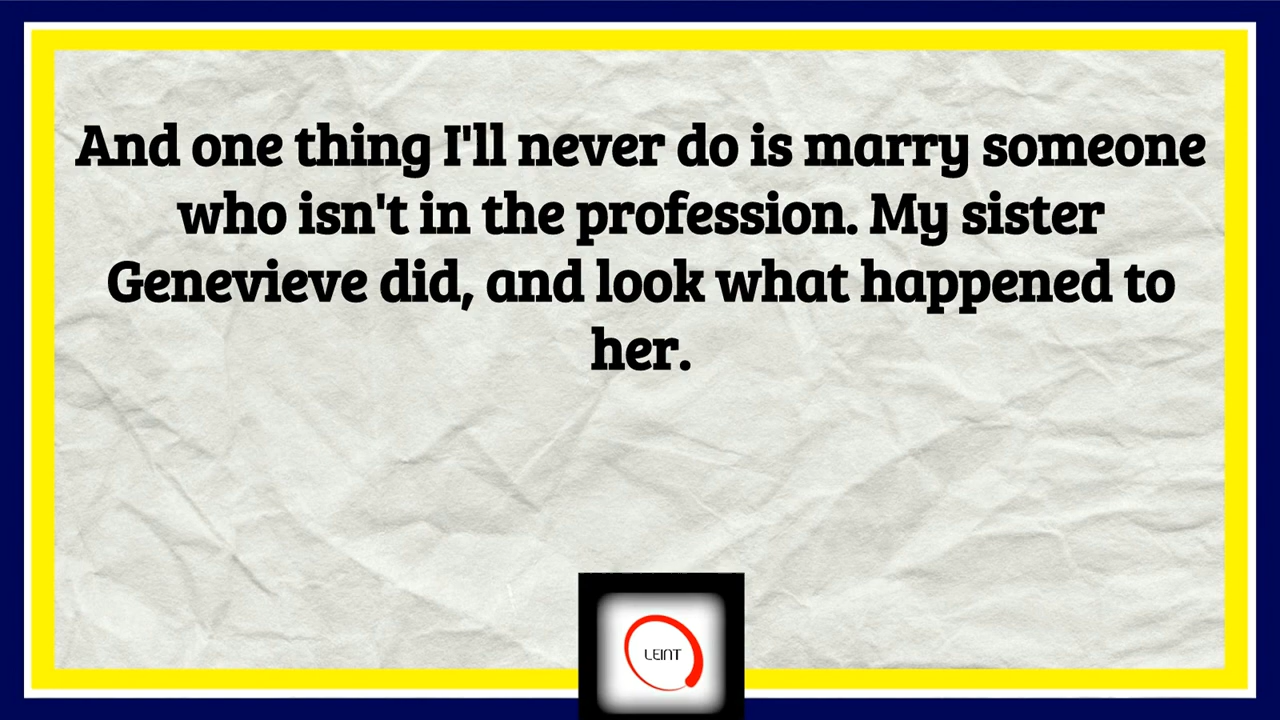 And one thing I'll never do is marry someone
who isn't in the profession. My sister
Genevieve did, and look what happened to
her.
LEINT